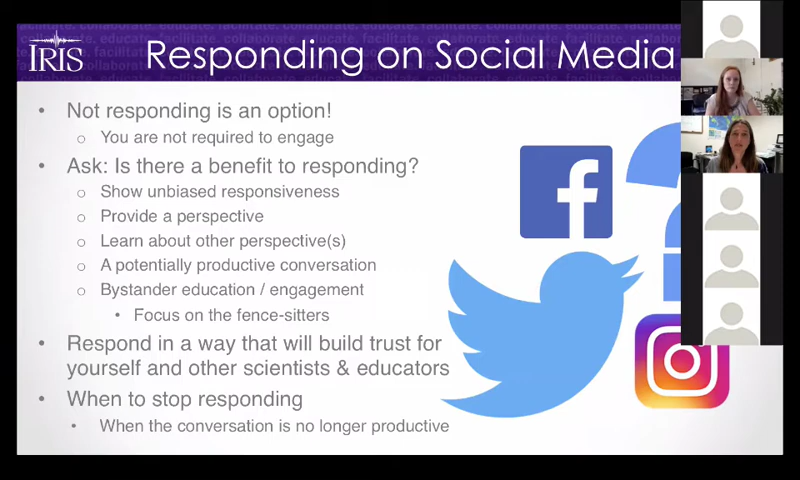 IRIS
Responding on Social Media
• Not responding is an option!
o You are not required to engage
• Ask: Is there a benefit to responding?
o Show unbiased responsiveness
o Provide a perspective
o Learn about other perspective(s)
o A potentially productive conversation
o Bystander education / engagement
• Focus on the fence-sitters
• Respond in a way that will build trust for
yourself and other scientists & educators
• When to stop responding
• When the conversation is no longer productive